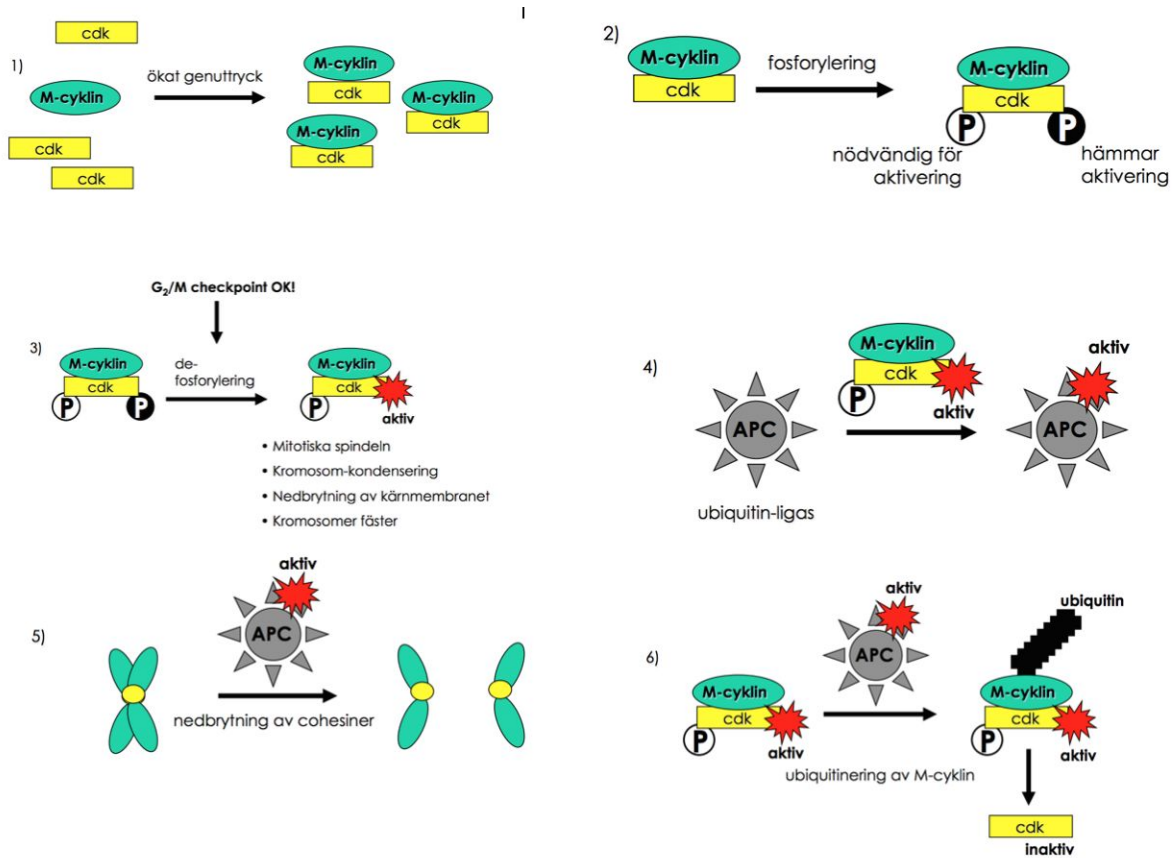 1)
cdk
M-cyklin
cdk
cdk
ökat genuttryck
M-cyklin
cdk
M-cyklin
cdk
M-cyklin
cdk
I
2)
M-cyklin
cdk
fosforylering
M-cyklin
cdk
P
P
nödvändig för
aktivering
hämmar
aktivering
G₂/M checkpoint OK!
3)
M-cyklin
cdk
P
P
de-
fosforylering
M-cyklin
cdk
P
aktiv
• Mitotiska spindeln
• Kromosom-kondensering
• Nedbrytning av kärnmembranet
• Kromosomer fäster
4)
APC
ubiquitin-ligas
M-cyklin
cdk
P
aktiv
aktiv
APC
5)
aktiv
APC
nedbrytning av cohesiner
6)
M-cyklin
cdk
P
aktiv
aktiv
APC
ubiquitinering av M-cyklin
ubiquitin
M-cyklin
cdk
P
aktiv
cdk
inaktiv